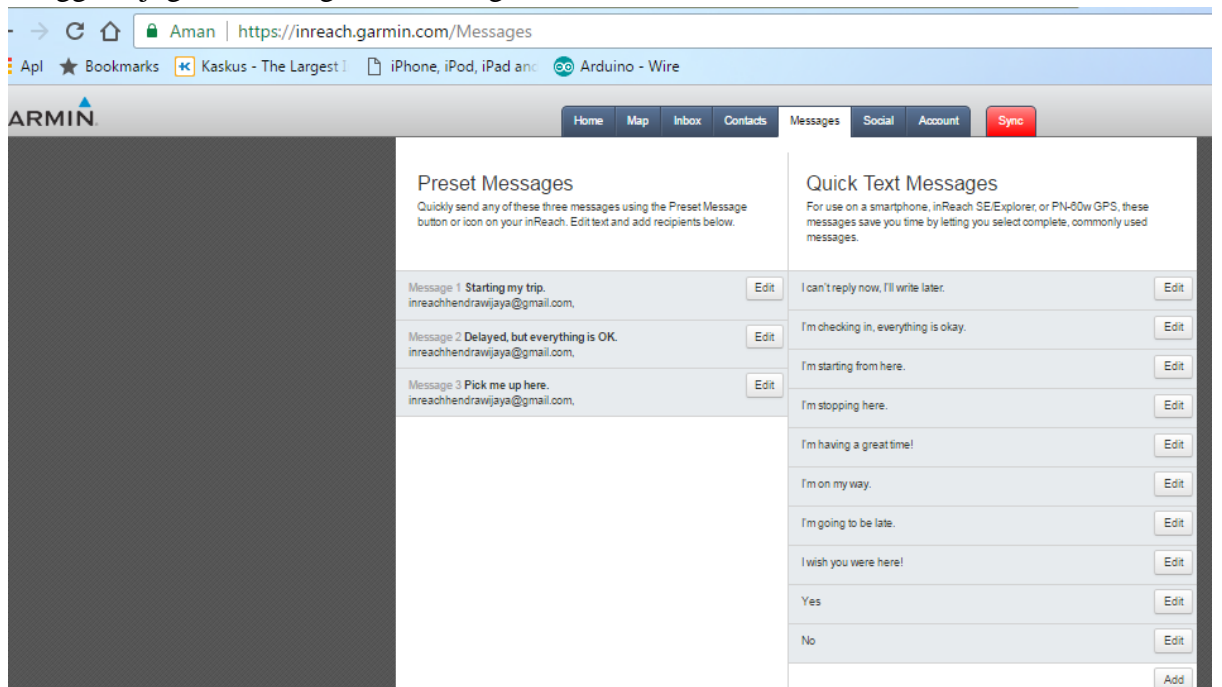 Aman | https://inreach.garmin.com/Messages
Apl Bookmarks Kaskus - The Largest iPhone, iPod, iPad and Arduino - Wire
ARMIN.
Home Map Inbox Contacts Messages Social Account Sync
Preset Messages
Quickly send any of these three messages using the Preset Message
button or icon on your inReach. Edit text and add recipients below.
Message 1 Starting my trip. Edit
inreachhendrawijaya@gmail.com,
Message 2 Delayed, but everything is OK. Edit
inreachhendrawijaya@gmail.com,
Message 3 Pick me up here. Edit
inreachhendrawijaya@gmail.com,
Quick Text Messages
For use on a smartphone, inReach SE/Explorer, or PN-60w GPS, these
messages save you time by letting you select complete, commonly used
messages.
I can't reply now, I'll write later. Edit
I'm checking in, everything is okay. Edit
I'm starting from here. Edit
I'm stopping here. Edit
I'm having a great time! Edit
I'm on my way. Edit
I'm going to be late. Edit
I wish you were here! Edit
Yes Edit
No Edit
Add